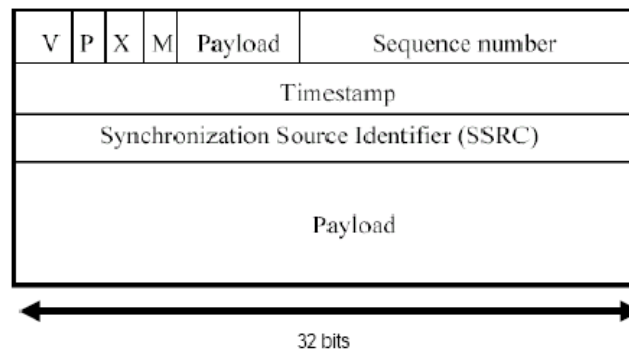 V P X M Payload Sequence number
Timestamp
Synchronization Source Identifier (SSRC)
Payload
32 bits